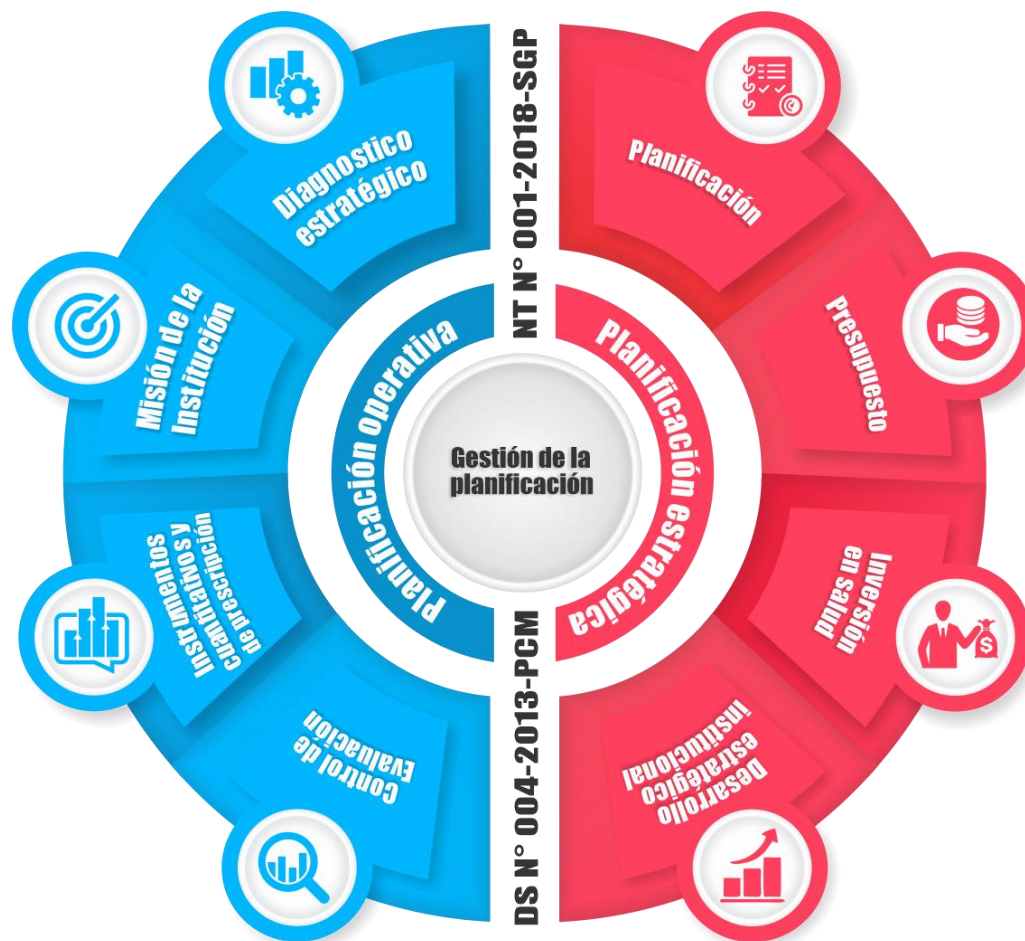 Diagnostico
estratégico
Misión de la
Institución
Instrumentos
cuantitativos y
de prescripción
Control de
Evaluación
Planificación operativa
NT N° 001-2018-SGP
DS N° 004-2013-PCM
Gestión de la
planificación
Planificación estratégica
Planificación
Presupuesto
Inversión
en salud
Desarrollo
estratégico
institucional
$